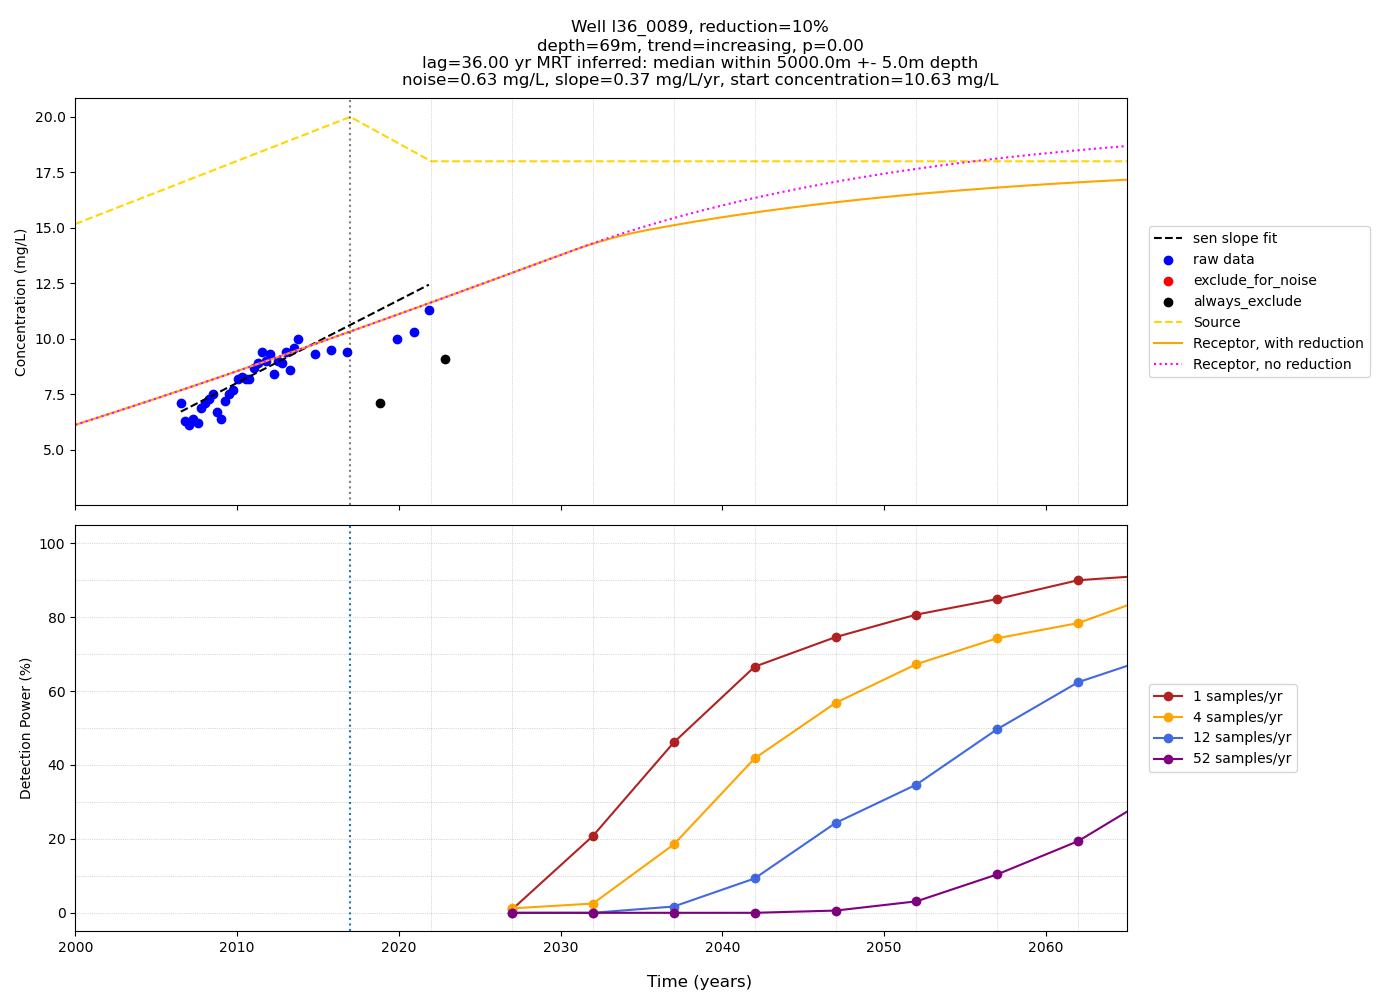 Well l36_0089, reduction=10%
depth=69m, trend=increasing, p=0.00
lag=36.00 yr MRT inferred: median within 5000.0m +- 5.0m depth
noise=0.63 mg/L, slope=0.37 mg/L/yr, start concentration=10.63 mg/L
Concentration (mg/L)
20.0
17.5
15.0
12.5
10.0
7.5
5.0
sen slope fit
raw data
exclude_for_noise
always_exclude
Source
Receptor, with reduction
Receptor, no reduction
Detection Power (%)
100
80
60
40
20
0
1 samples/yr
4 samples/yr
12 samples/yr
52 samples/yr
2000 2010 2020 2030 2040 2050 2060
Time (years)